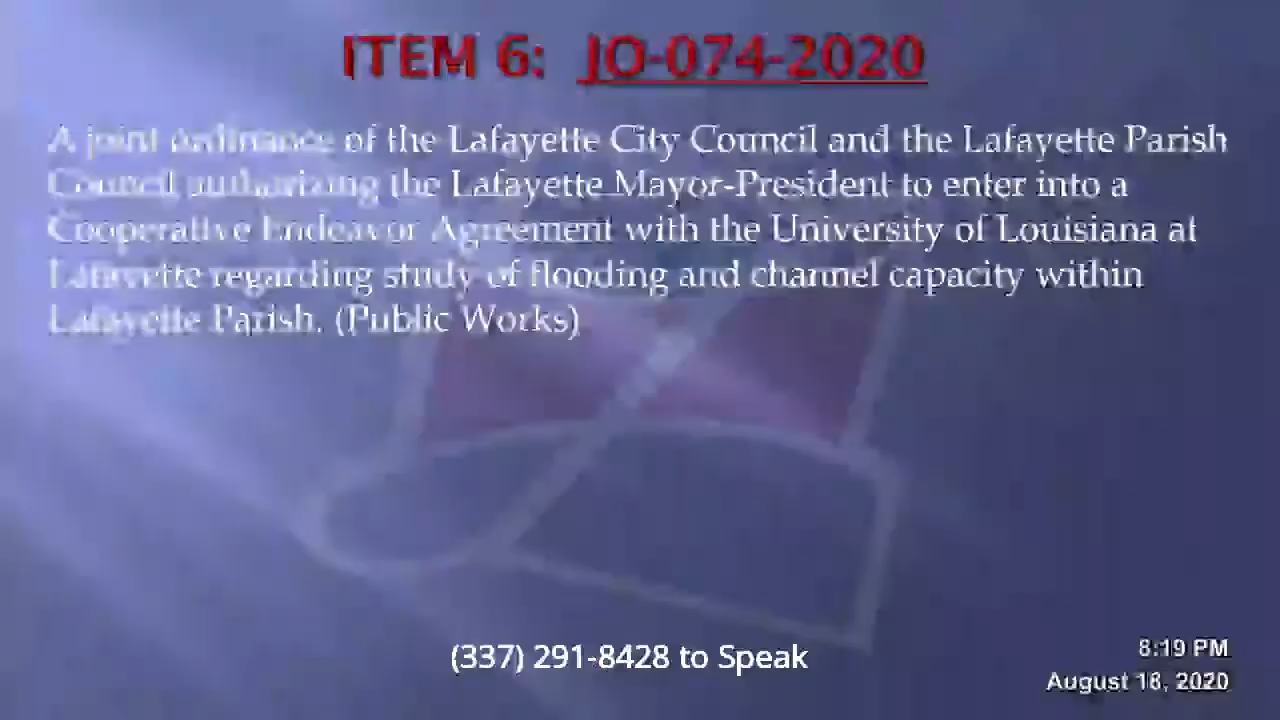 ITEM 6: JO-074-2020
A joint ordinance of the Lafayette City Council and the Lafayette Parish
Council authorizing the Lafayette Mayor-President to enter into a
Cooperative Endeavor Agreement with the University of Louisiana at
Lafayette regarding study of flooding and channel capacity within
Lafayette Parish. (Public Works)
(337) 291-8428 to Speak
8:19 PM
August 18, 2020